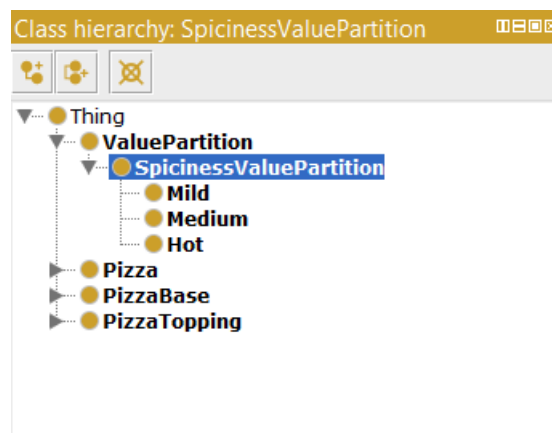 Class hierarchy: SpicinessValuePartition
Thing
ValuePartition
SpicinessValuePartition
Mild
Medium
Hot
Pizza
PizzaBase
PizzaTopping